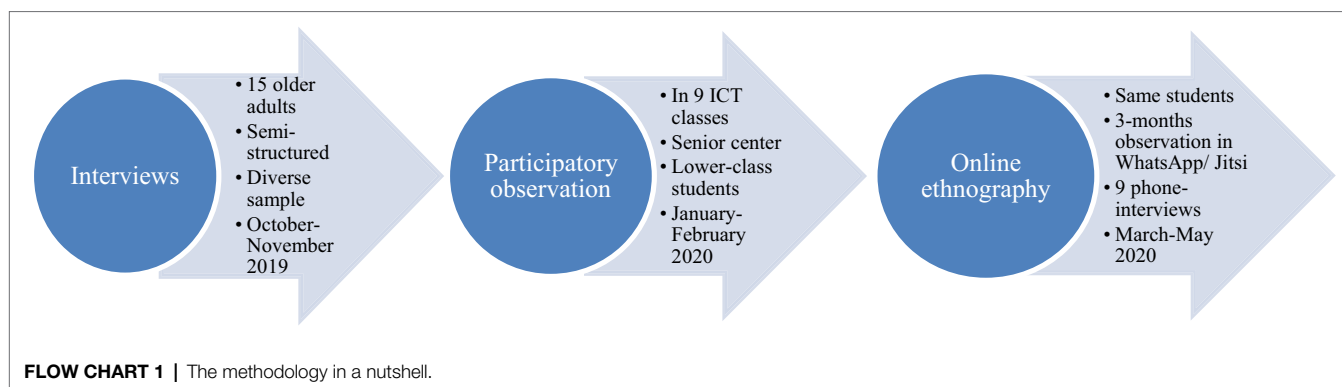 Interviews
• 15 older
adults
• Semi-
structured
• Diverse
sample
• October-
November
2019
Participatory
observation
• In 9 ICT
classes
• Senior center
• Lower-class
students
• January-
February
2020
Online
ethnography
• Same students
• 3-months
observation in
WhatsApp/ Jitsi
• 9 phone-
interviews
• March-May
2020
FLOW CHART 1 | The methodology in a nutshell.